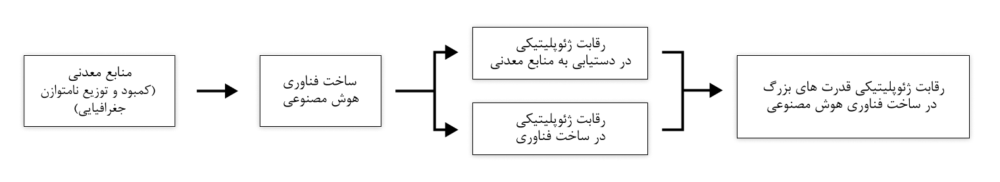 منابع معدنی
(کمبود و توزیع نامتوازن
جغرافیایی)
ساخت فناوری
هوش مصنوعی
رقابت ژئوپلیتیکی
در دستیابی به منابع معدنی
رقابت ژئوپلیتیکی
در ساخت فناوری
رقابت ژئوپلیتیکی قدرت های بزرگ
در ساخت فناوری هوش مصنوعی